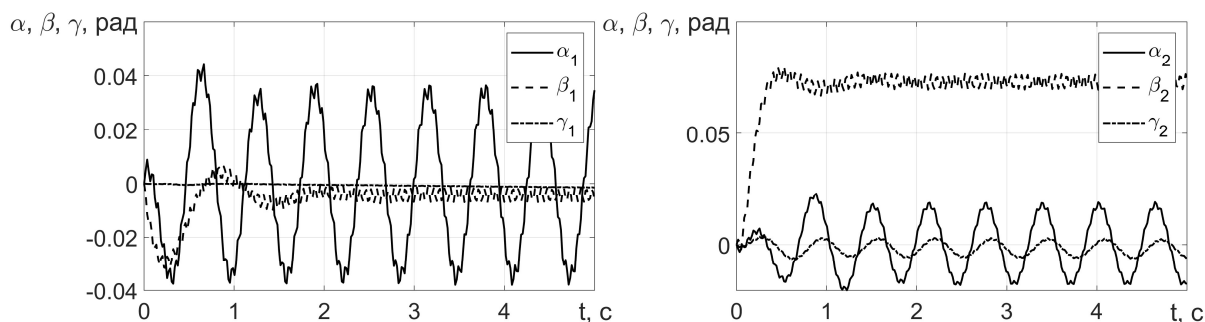 α, β, γ, рад
0.04
0.02
0
-0.02
-0.04
0 1 2 3 4 t, с
α1
β1
γ1
α, β, γ, рад
0.05
0
0 1 2 3 4 t, с
α2
β2
γ2